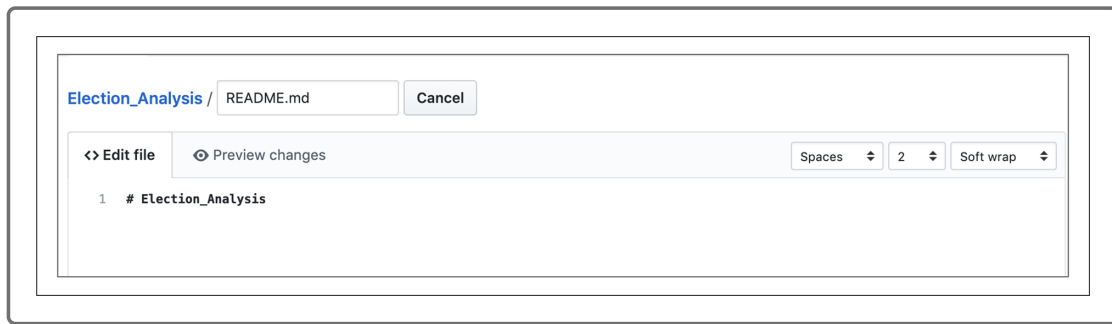 Election_Analysis / README.md Cancel
<> Edit file Preview changes Spaces 2 Soft wrap
1 # Election_Analysis